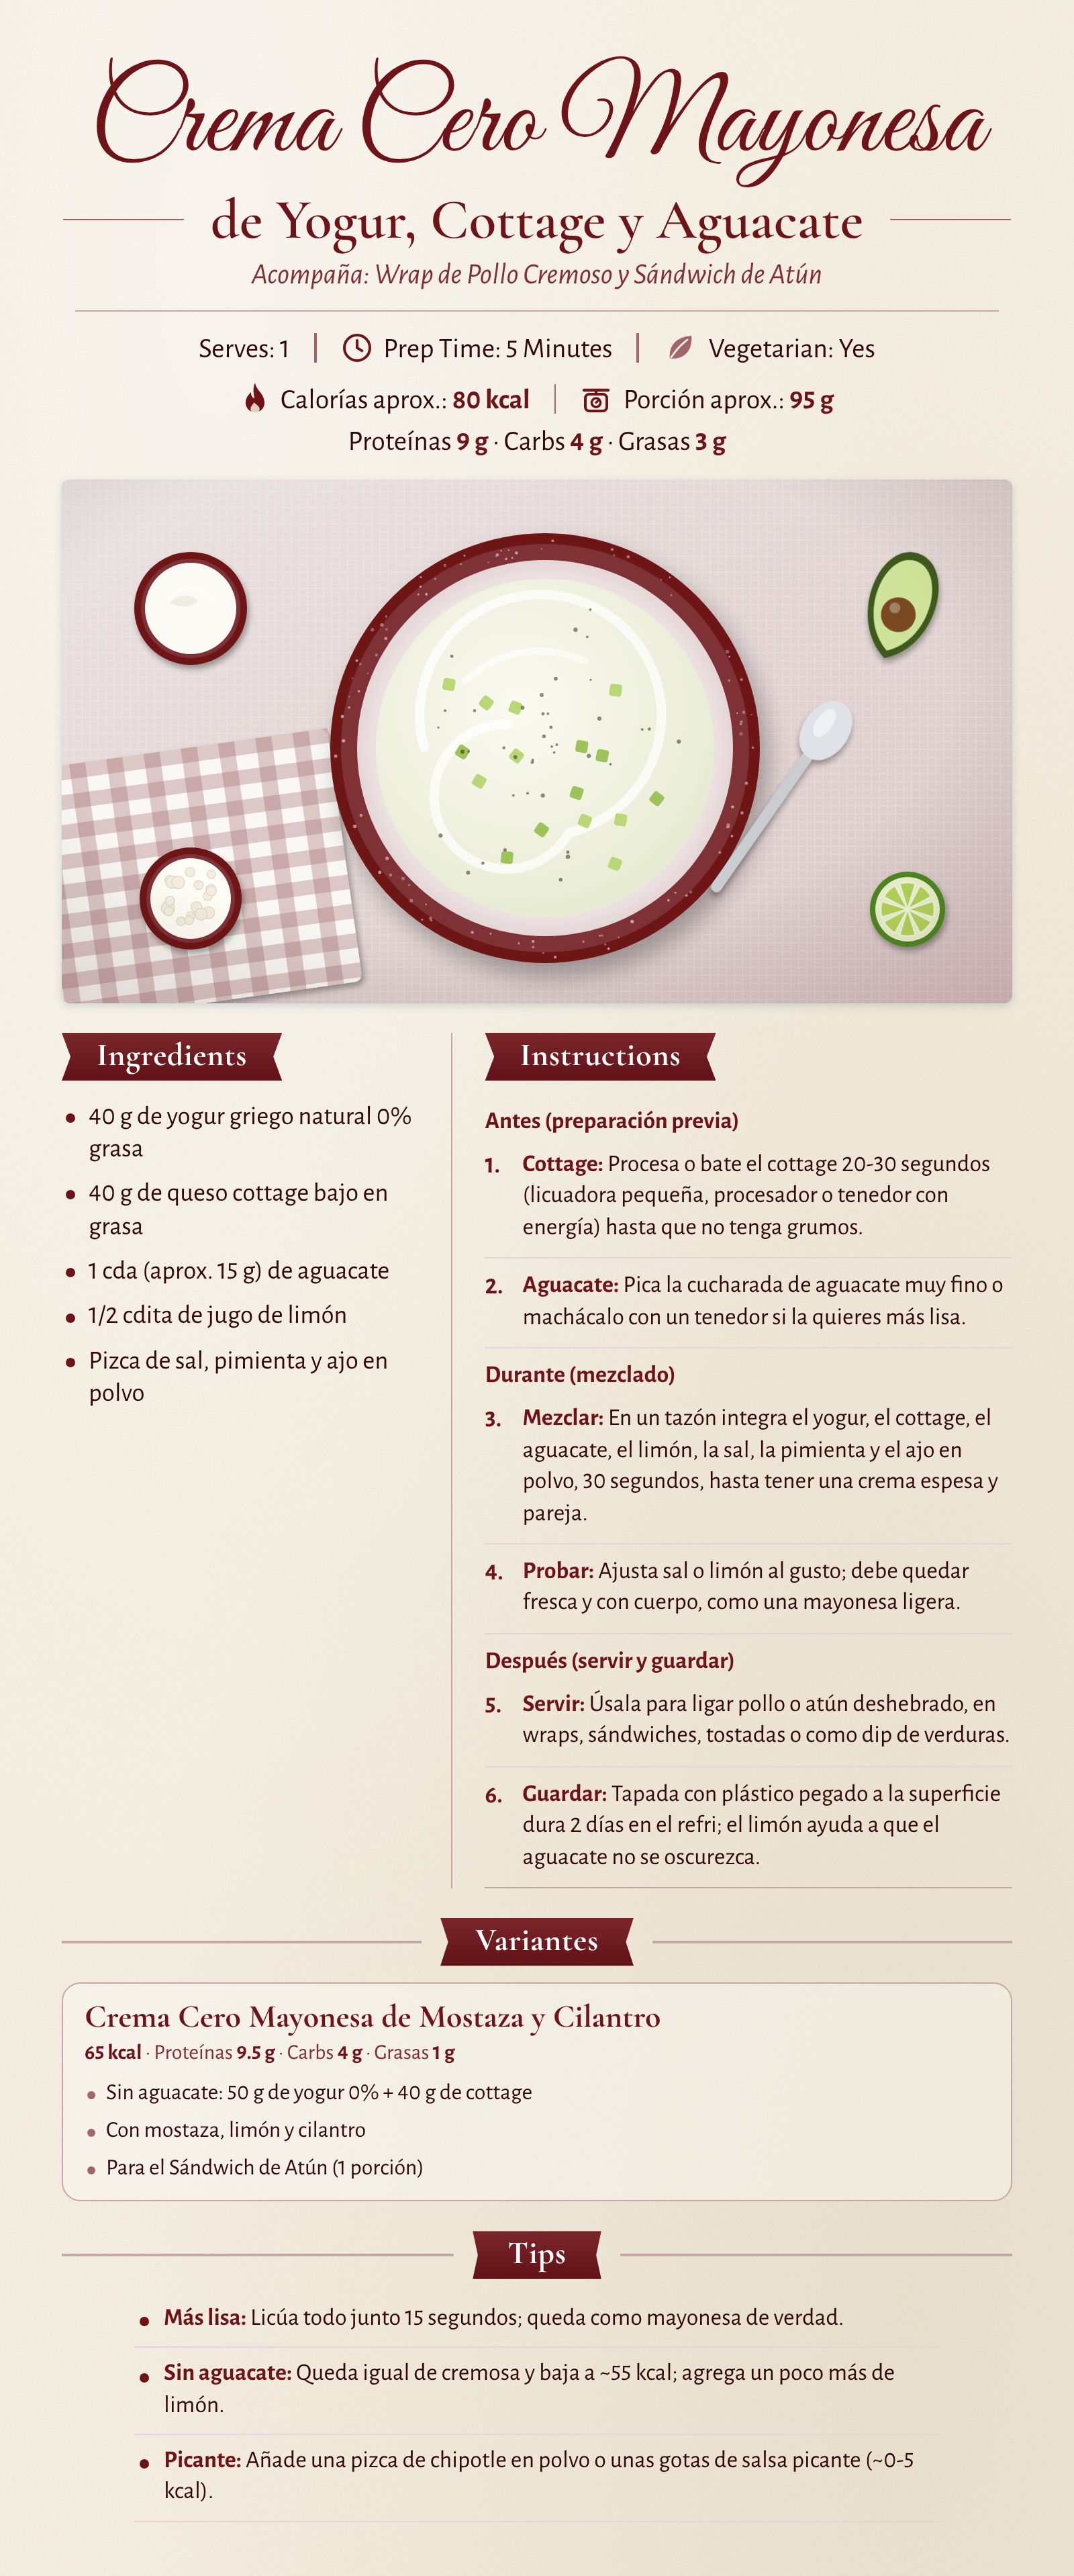 Crema Cero Mayonesa
de Yogur, Cottage y Aguacate
Acompaña: Wrap de Pollo Cremoso y Sándwich de Atún
Serves: 1 | Prep Time: 5 Minutes | Vegetarian: Yes
Calorías aprox.: 80 kcal | Porción aprox.: 95 g
Proteínas 9 g · Carbs 4 g · Grasas 3 g
Ingredients
• 40 g de yogur griego natural 0%
grasa
• 40 g de queso cottage bajo en
grasa
• 1 cda (aprox. 15 g) de aguacate
• 1/2 cdita de jugo de limón
• Pizca de sal, pimienta y ajo en
polvo
Instructions
Antes (preparación previa)
1. Cottage: Procesa o bate el cottage 20-30 segundos
(licuadora pequeña, procesador o tenedor con
energía) hasta que no tenga grumos.
2. Aguacate: Pica la cucharada de aguacate muy fino o
machácalo con un tenedor si la quieres más lisa.
Durante (mezclado)
3. Mezclar: En un tazón integra el yogur, el cottage, el
aguacate, el limón, la sal, la pimienta y el ajo en
polvo, 30 segundos, hasta tener una crema espesa y
pareja.
4. Probar: Ajusta sal o limón al gusto; debe quedar
fresca y con cuerpo, como una mayonesa ligera.
Después (servir y guardar)
5. Servir: Úsala para ligar pollo o atún deshebrado, en
wraps, sándwiches, tostadas o como dip de verduras.
6. Guardar: Tapada con plástico pegado a la superficie
dura 2 días en el refri; el limón ayuda a que el
aguacate no se oscurezca.
Variantes
Crema Cero Mayonesa de Mostaza y Cilantro
65 kcal · Proteínas 9.5 g · Carbs 4 g · Grasas 1 g
• Sin aguacate: 50 g de yogur 0% + 40 g de cottage
• Con mostaza, limón y cilantro
• Para el Sándwich de Atún (1 porción)
Tips
• Más lisa: Licúa todo junto 15 segundos; queda como mayonesa de verdad.
• Sin aguacate: Queda igual de cremosa y baja a ~55 kcal; agrega un poco más de
limón.
• Picante: Añade una pizca de chipotle en polvo o unas gotas de salsa picante (~0-5
kcal).